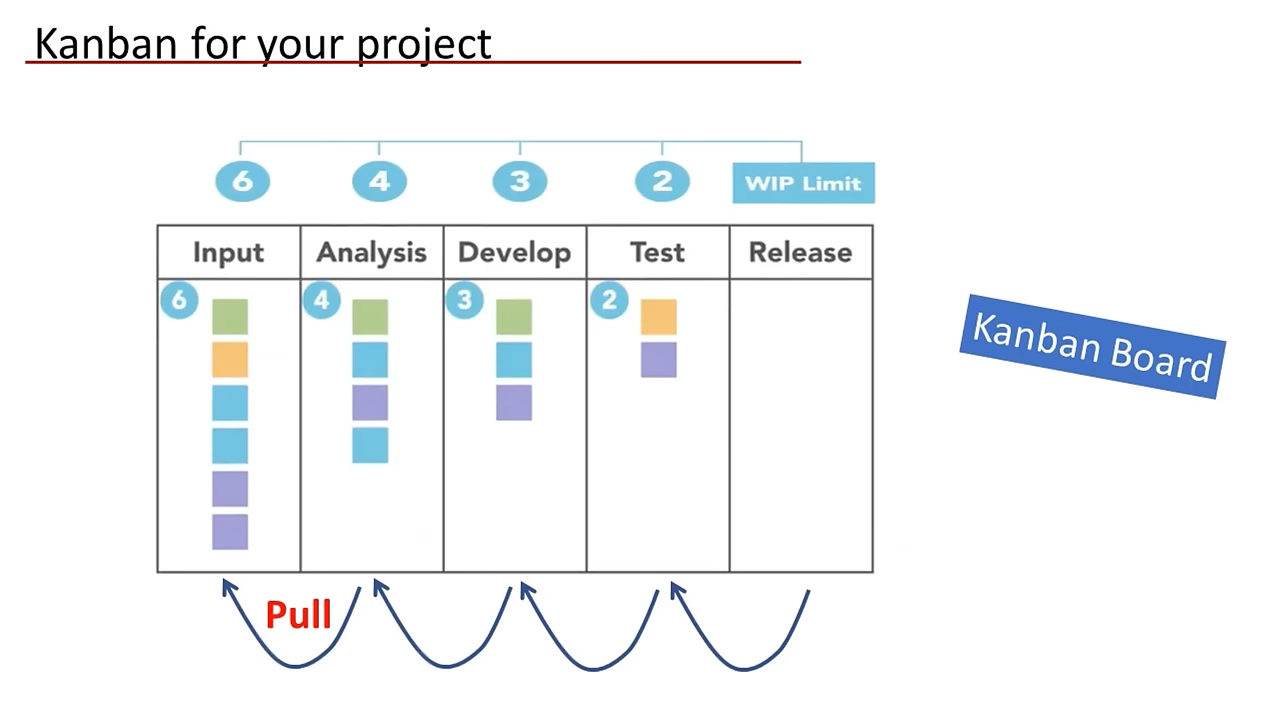 Kanban for your project
6 4 3 2 WIP Limit
Input Analysis Develop Test Release
6 4 3 2
Kanban Board
Pull